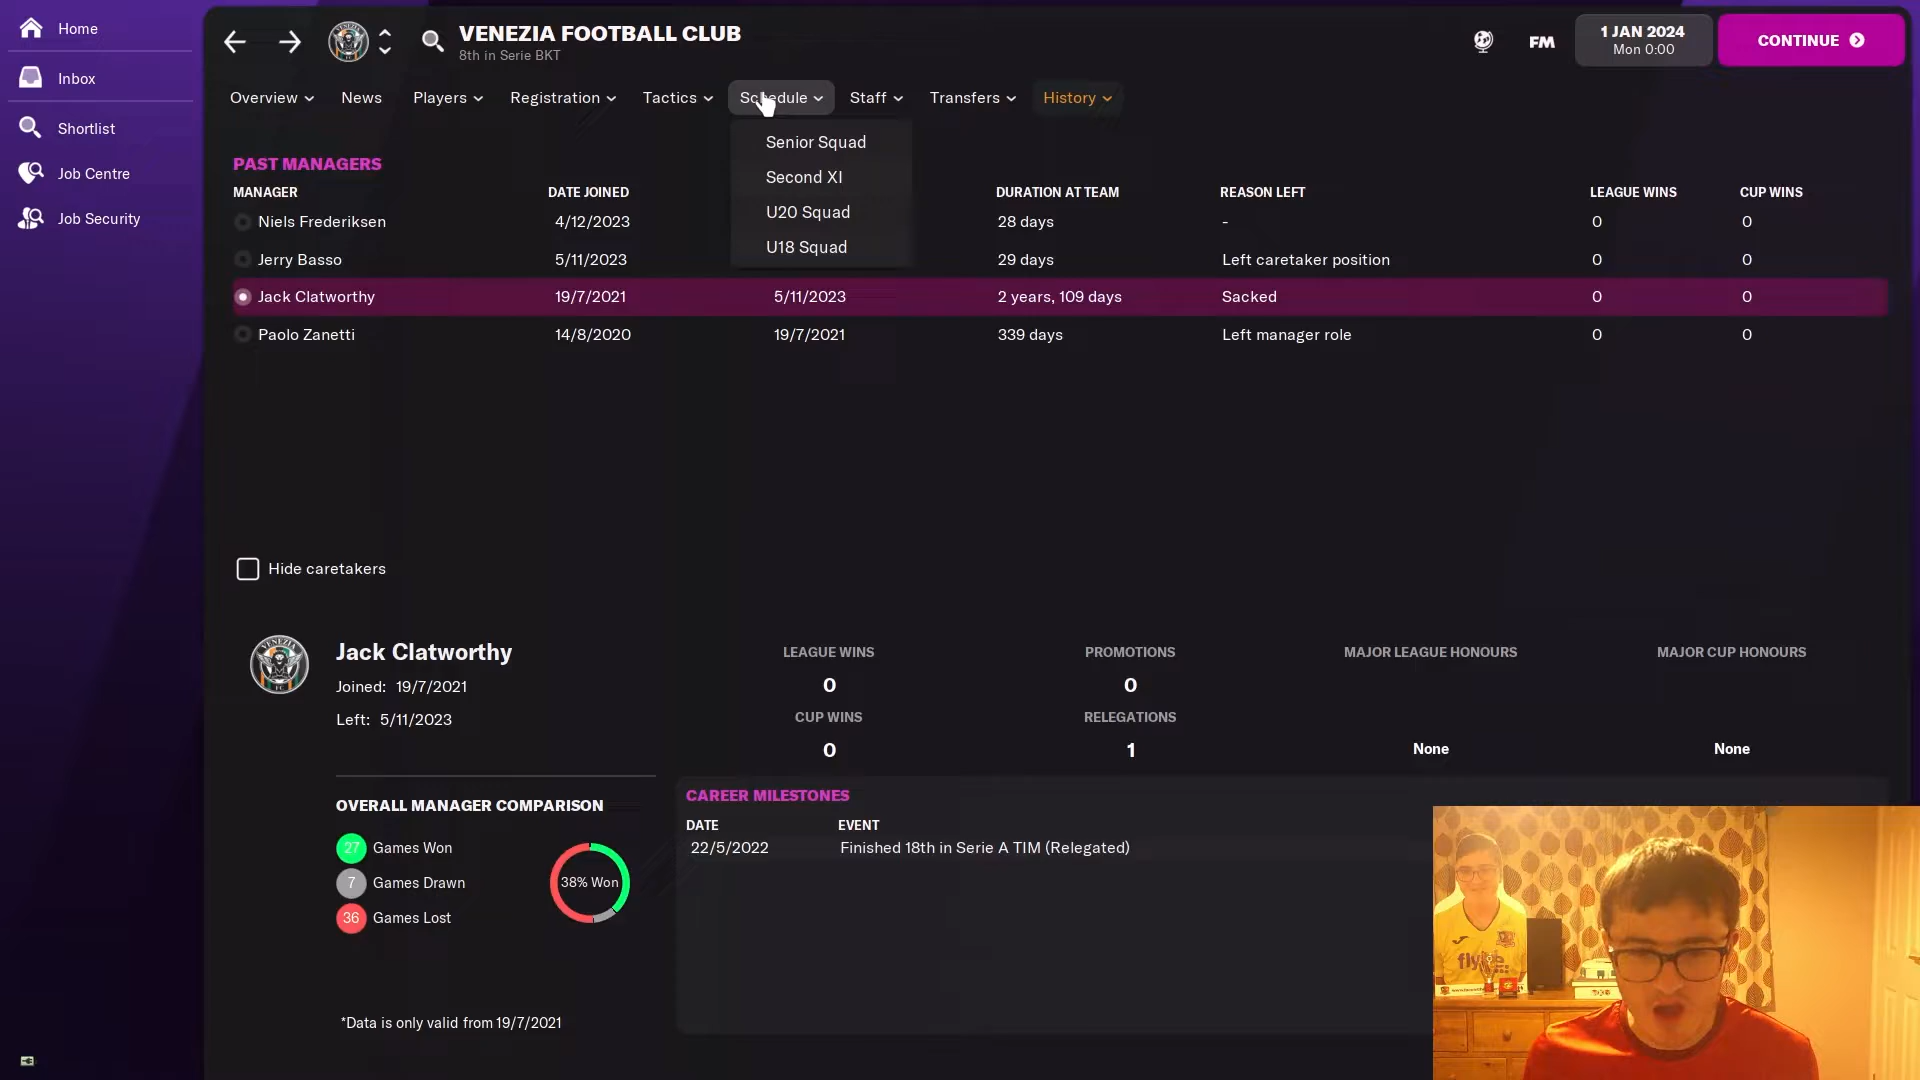 Home
Inbox
Shortlist
Job Centre
Job Security
VENEZIA FOOTBALL CLUB
8th in Serie BKT
FM
1 JAN 2024
Mon 0:00
CONTINUE
Overview News Players Registration Tactics Schedule Staff Transfers History
Senior Squad
Second XI
U20 Squad
U18 Squad
PAST MANAGERS
MANAGER DATE JOINED DURATION AT TEAM REASON LEFT LEAGUE WINS CUP WINS
Niels Frederiksen 4/12/2023 28 days - 0 0
Jerry Basso 5/11/2023 29 days Left caretaker position 0 0
Jack Clatworthy 19/7/2021 5/11/2023 2 years, 109 days Sacked 0 0
Paolo Zanetti 14/8/2020 19/7/2021 339 days Left manager role 0 0
Hide caretakers
VENEZIA
FC
Jack Clatworthy
Joined: 19/7/2021
Left: 5/11/2023
LEAGUE WINS PROMOTIONS MAJOR LEAGUE HONOURS MAJOR CUP HONOURS
0 0
CUP WINS RELEGATIONS
0 1 None None
OVERALL MANAGER COMPARISON
27 Games Won
7 Games Drawn
36 Games Lost
38% Won
*Data is only valid from 19/7/2021
CAREER MILESTONES
DATE EVENT
22/5/2022 Finished 18th in Serie A TIM (Relegated)